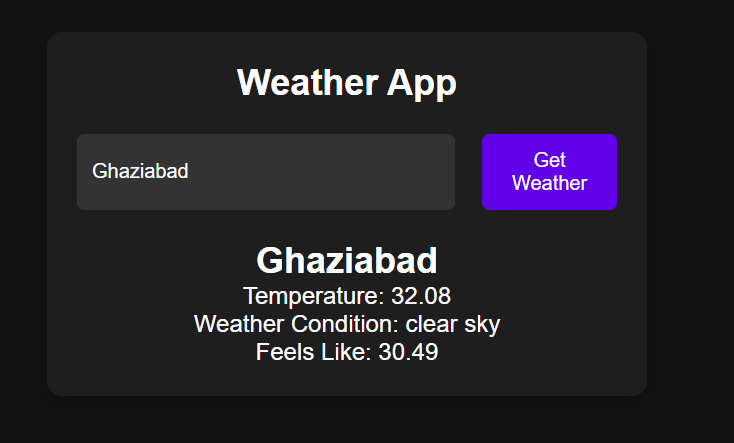 Weather App
Ghaziabad
Get
Weather
Ghaziabad
Temperature: 32.08
Weather Condition: clear sky
Feels Like: 30.49